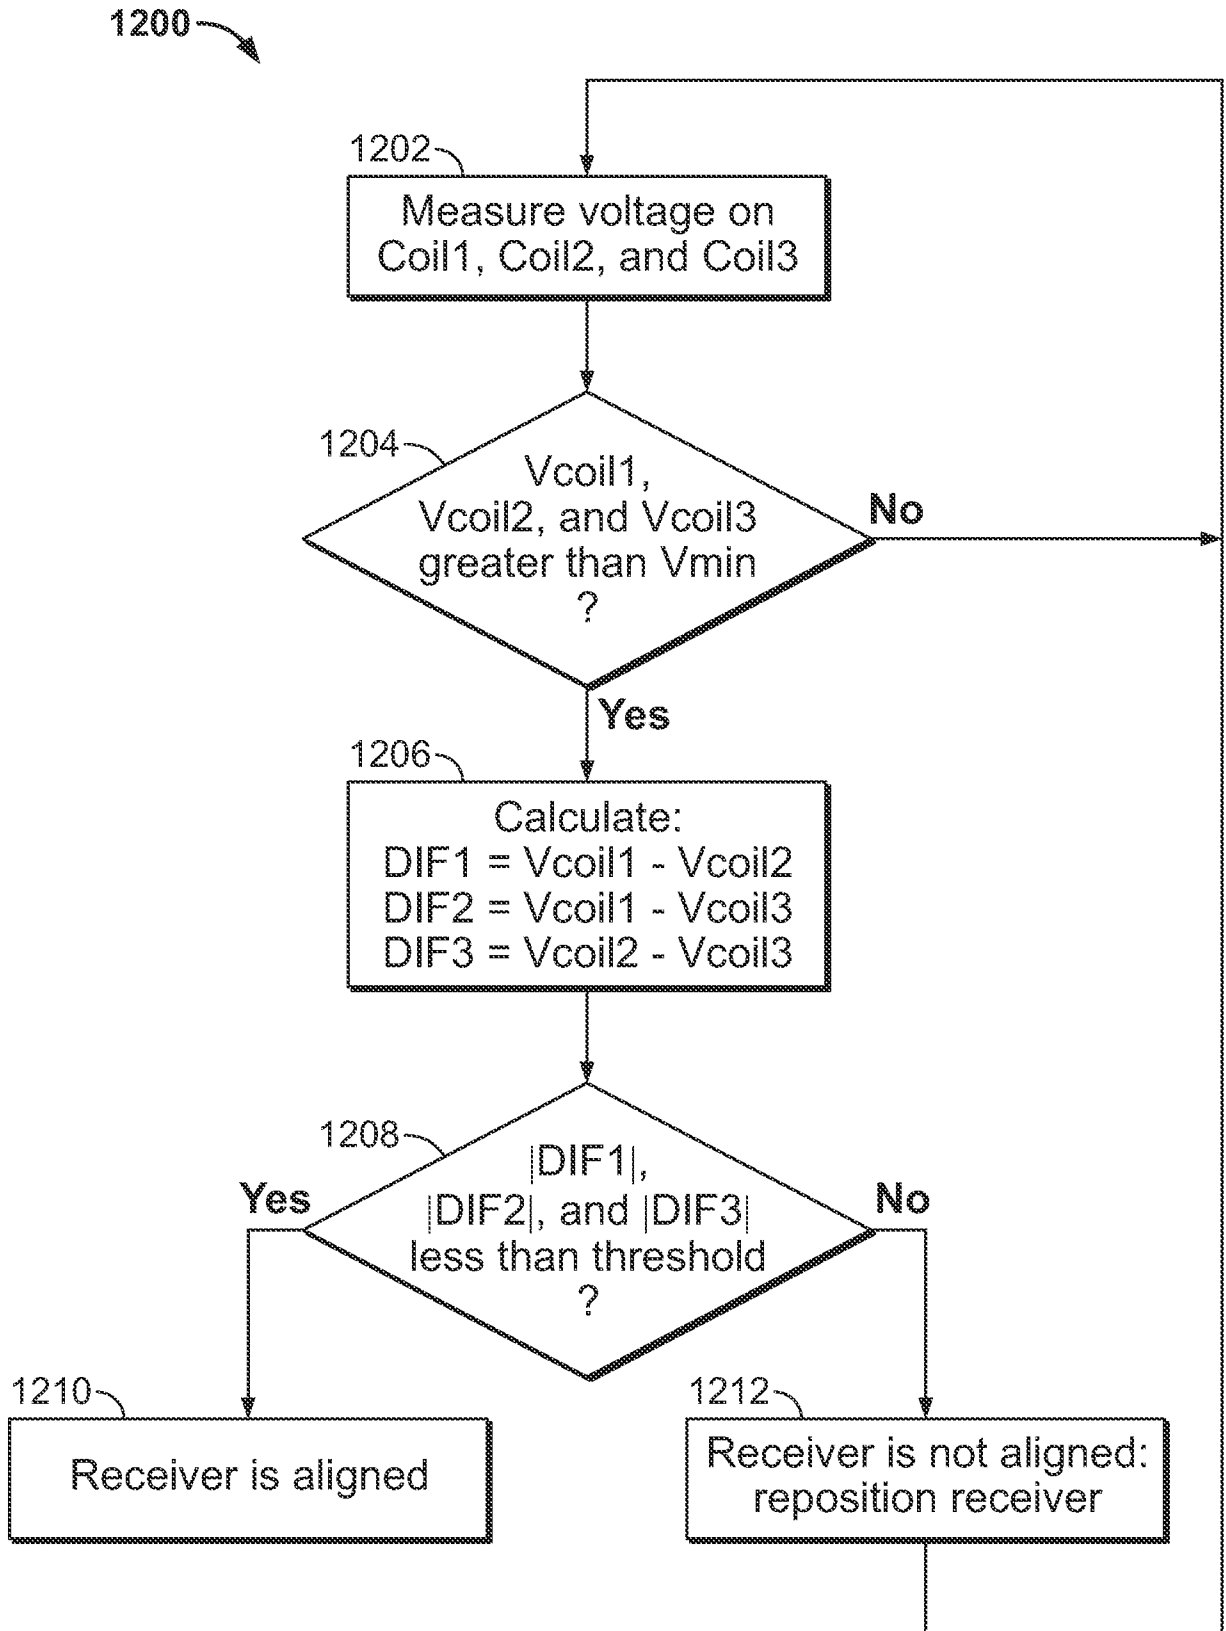 1200
1202
Measure voltage on
Coil1, Coil2, and Coil3
1204
Vcoil1,
Vcoil2, and Vcoil3
greater than Vmin
?
No
Yes
1206
Calculate:
DIF1 = Vcoil1 - Vcoil2
DIF2 = Vcoil1 - Vcoil3
DIF3 = Vcoil2 - Vcoil3
1208
|DIF1|,
|DIF2|, and |DIF3|
less than threshold
?
Yes
No
1210
Receiver is aligned
1212
Receiver is not aligned:
reposition receiver